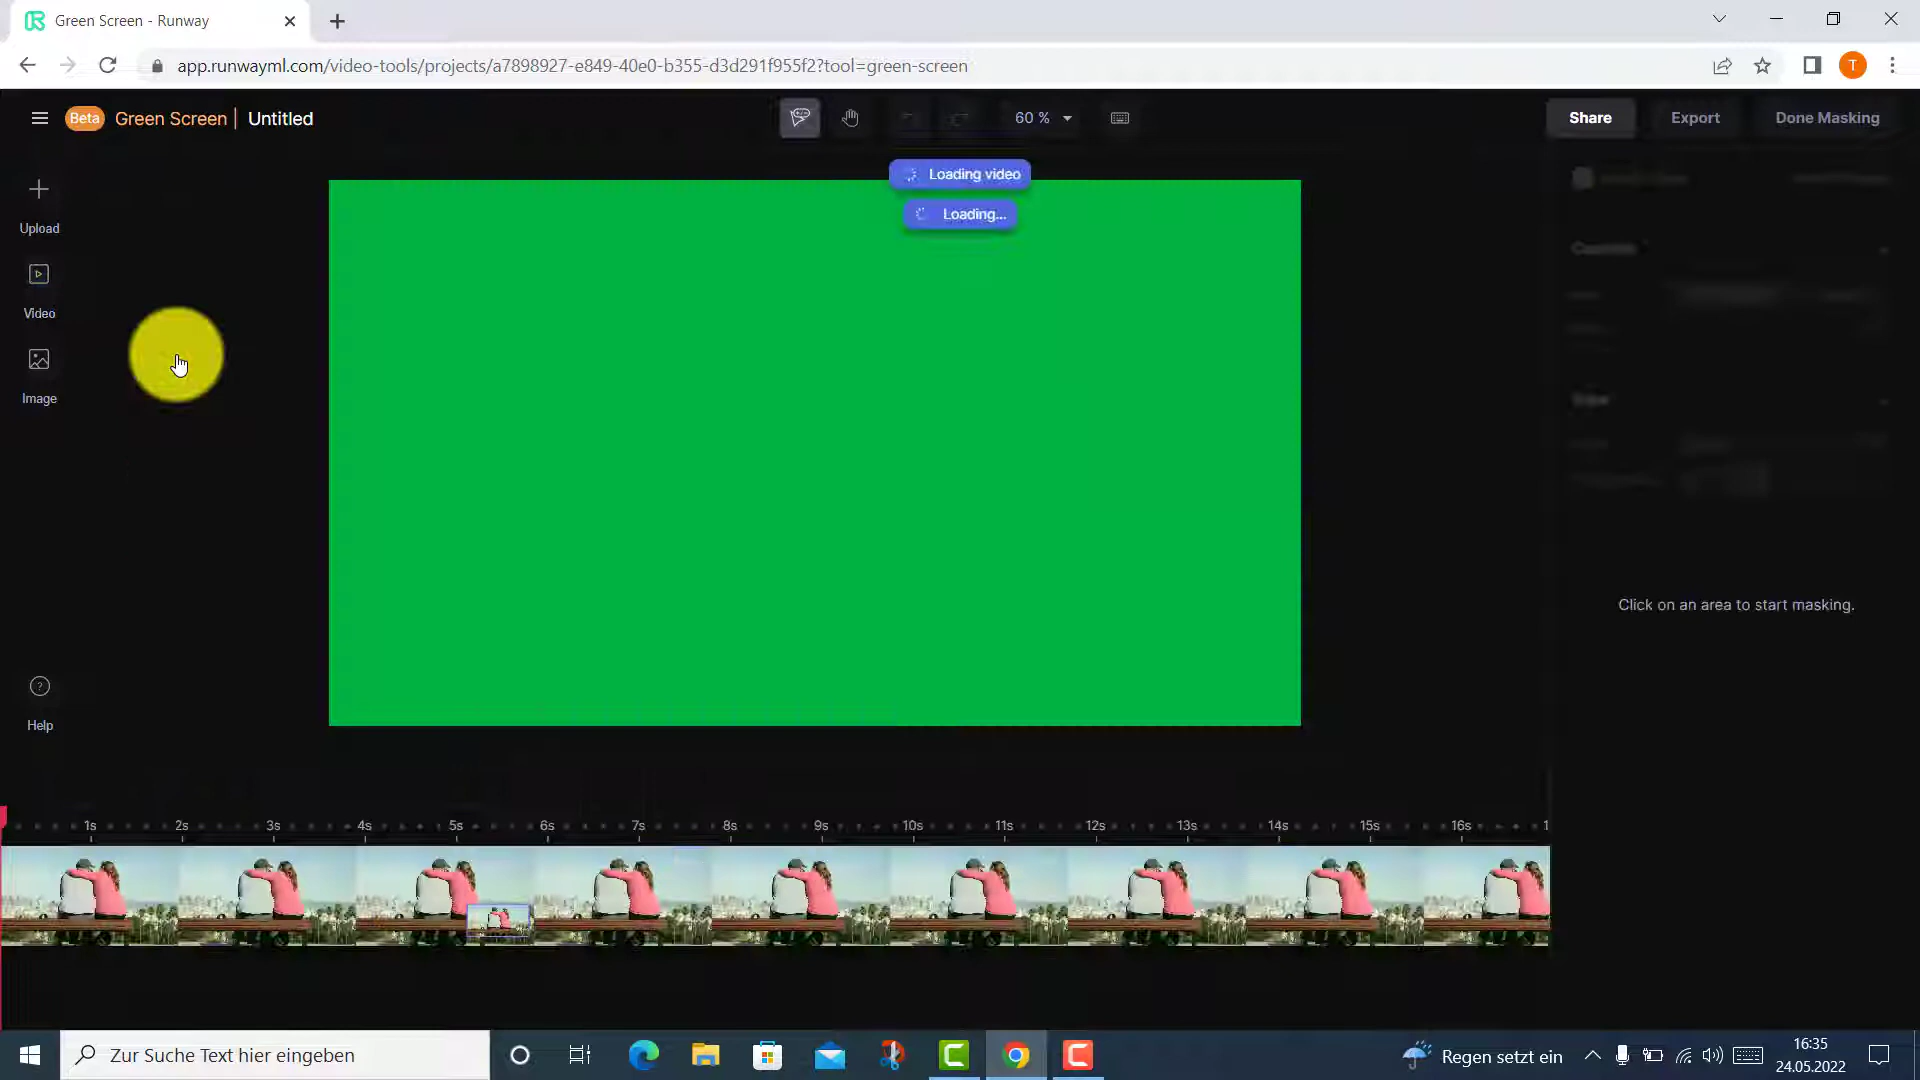 Green Screen - Runway
app.runwayml.com/video-tools/projects/a7898927-e849-40e0-b355-d3d291f955f2?tool=green-screen
T
Beta Green Screen | Untitled
60 %
Share Export Done Masking
Loading video
Loading...
Upload
Video
Image
Click on an area to start masking.
Help
1s 2s 3s 4s 5s 6s 7s 8s 9s 10s 11s 12s 13s 14s 15s 16s 1
Zur Suche Text hier eingeben
Regen setzt ein
16:35
24.05.2022